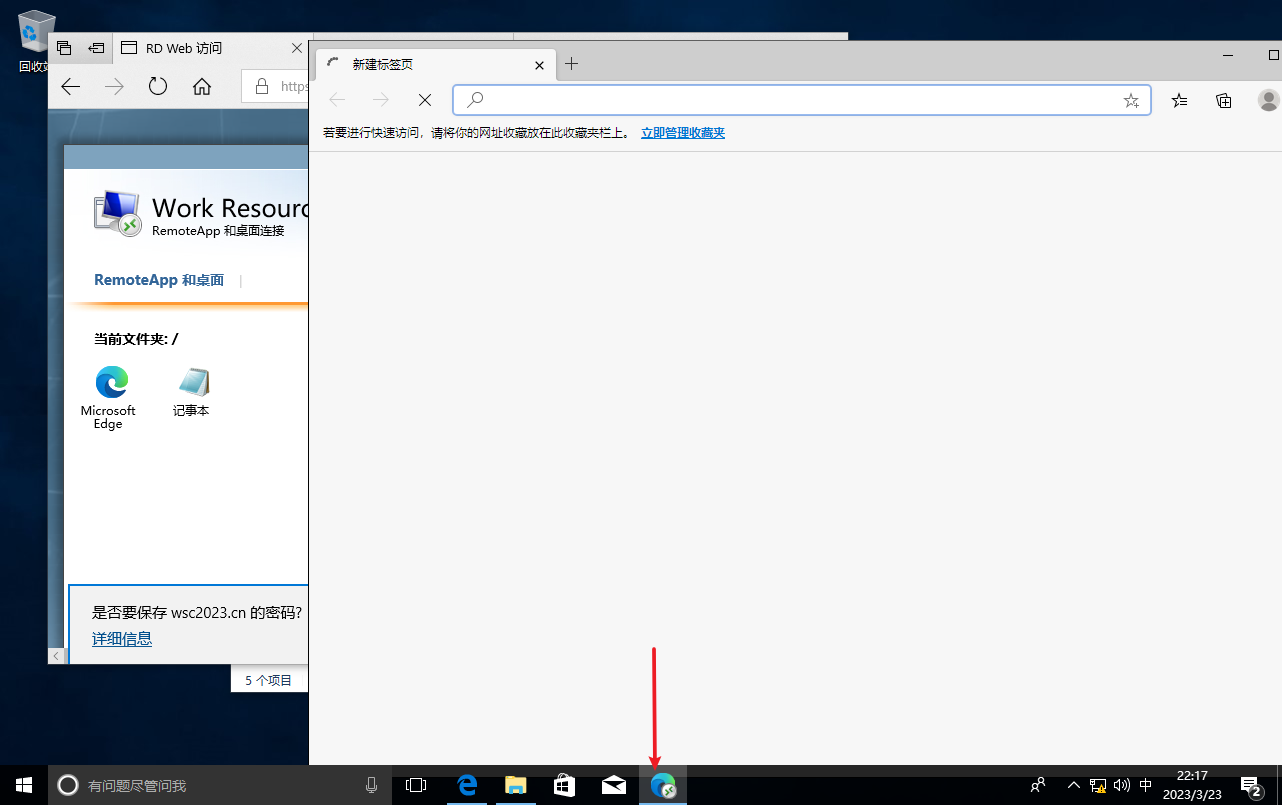 回收站
RD Web 访问
https
新建标签页
若要进行快速访问，请将你的网址收藏放在此收藏夹栏上。 立即管理收藏夹
Work Resourc
RemoteApp 和桌面连接
RemoteApp 和桌面
当前文件夹: /
Microsoft
Edge
记事本
是否要保存 wsc2023.cn 的密码?
详细信息
5 个项目
有问题尽管问我
中
22:17
2023/3/23
2